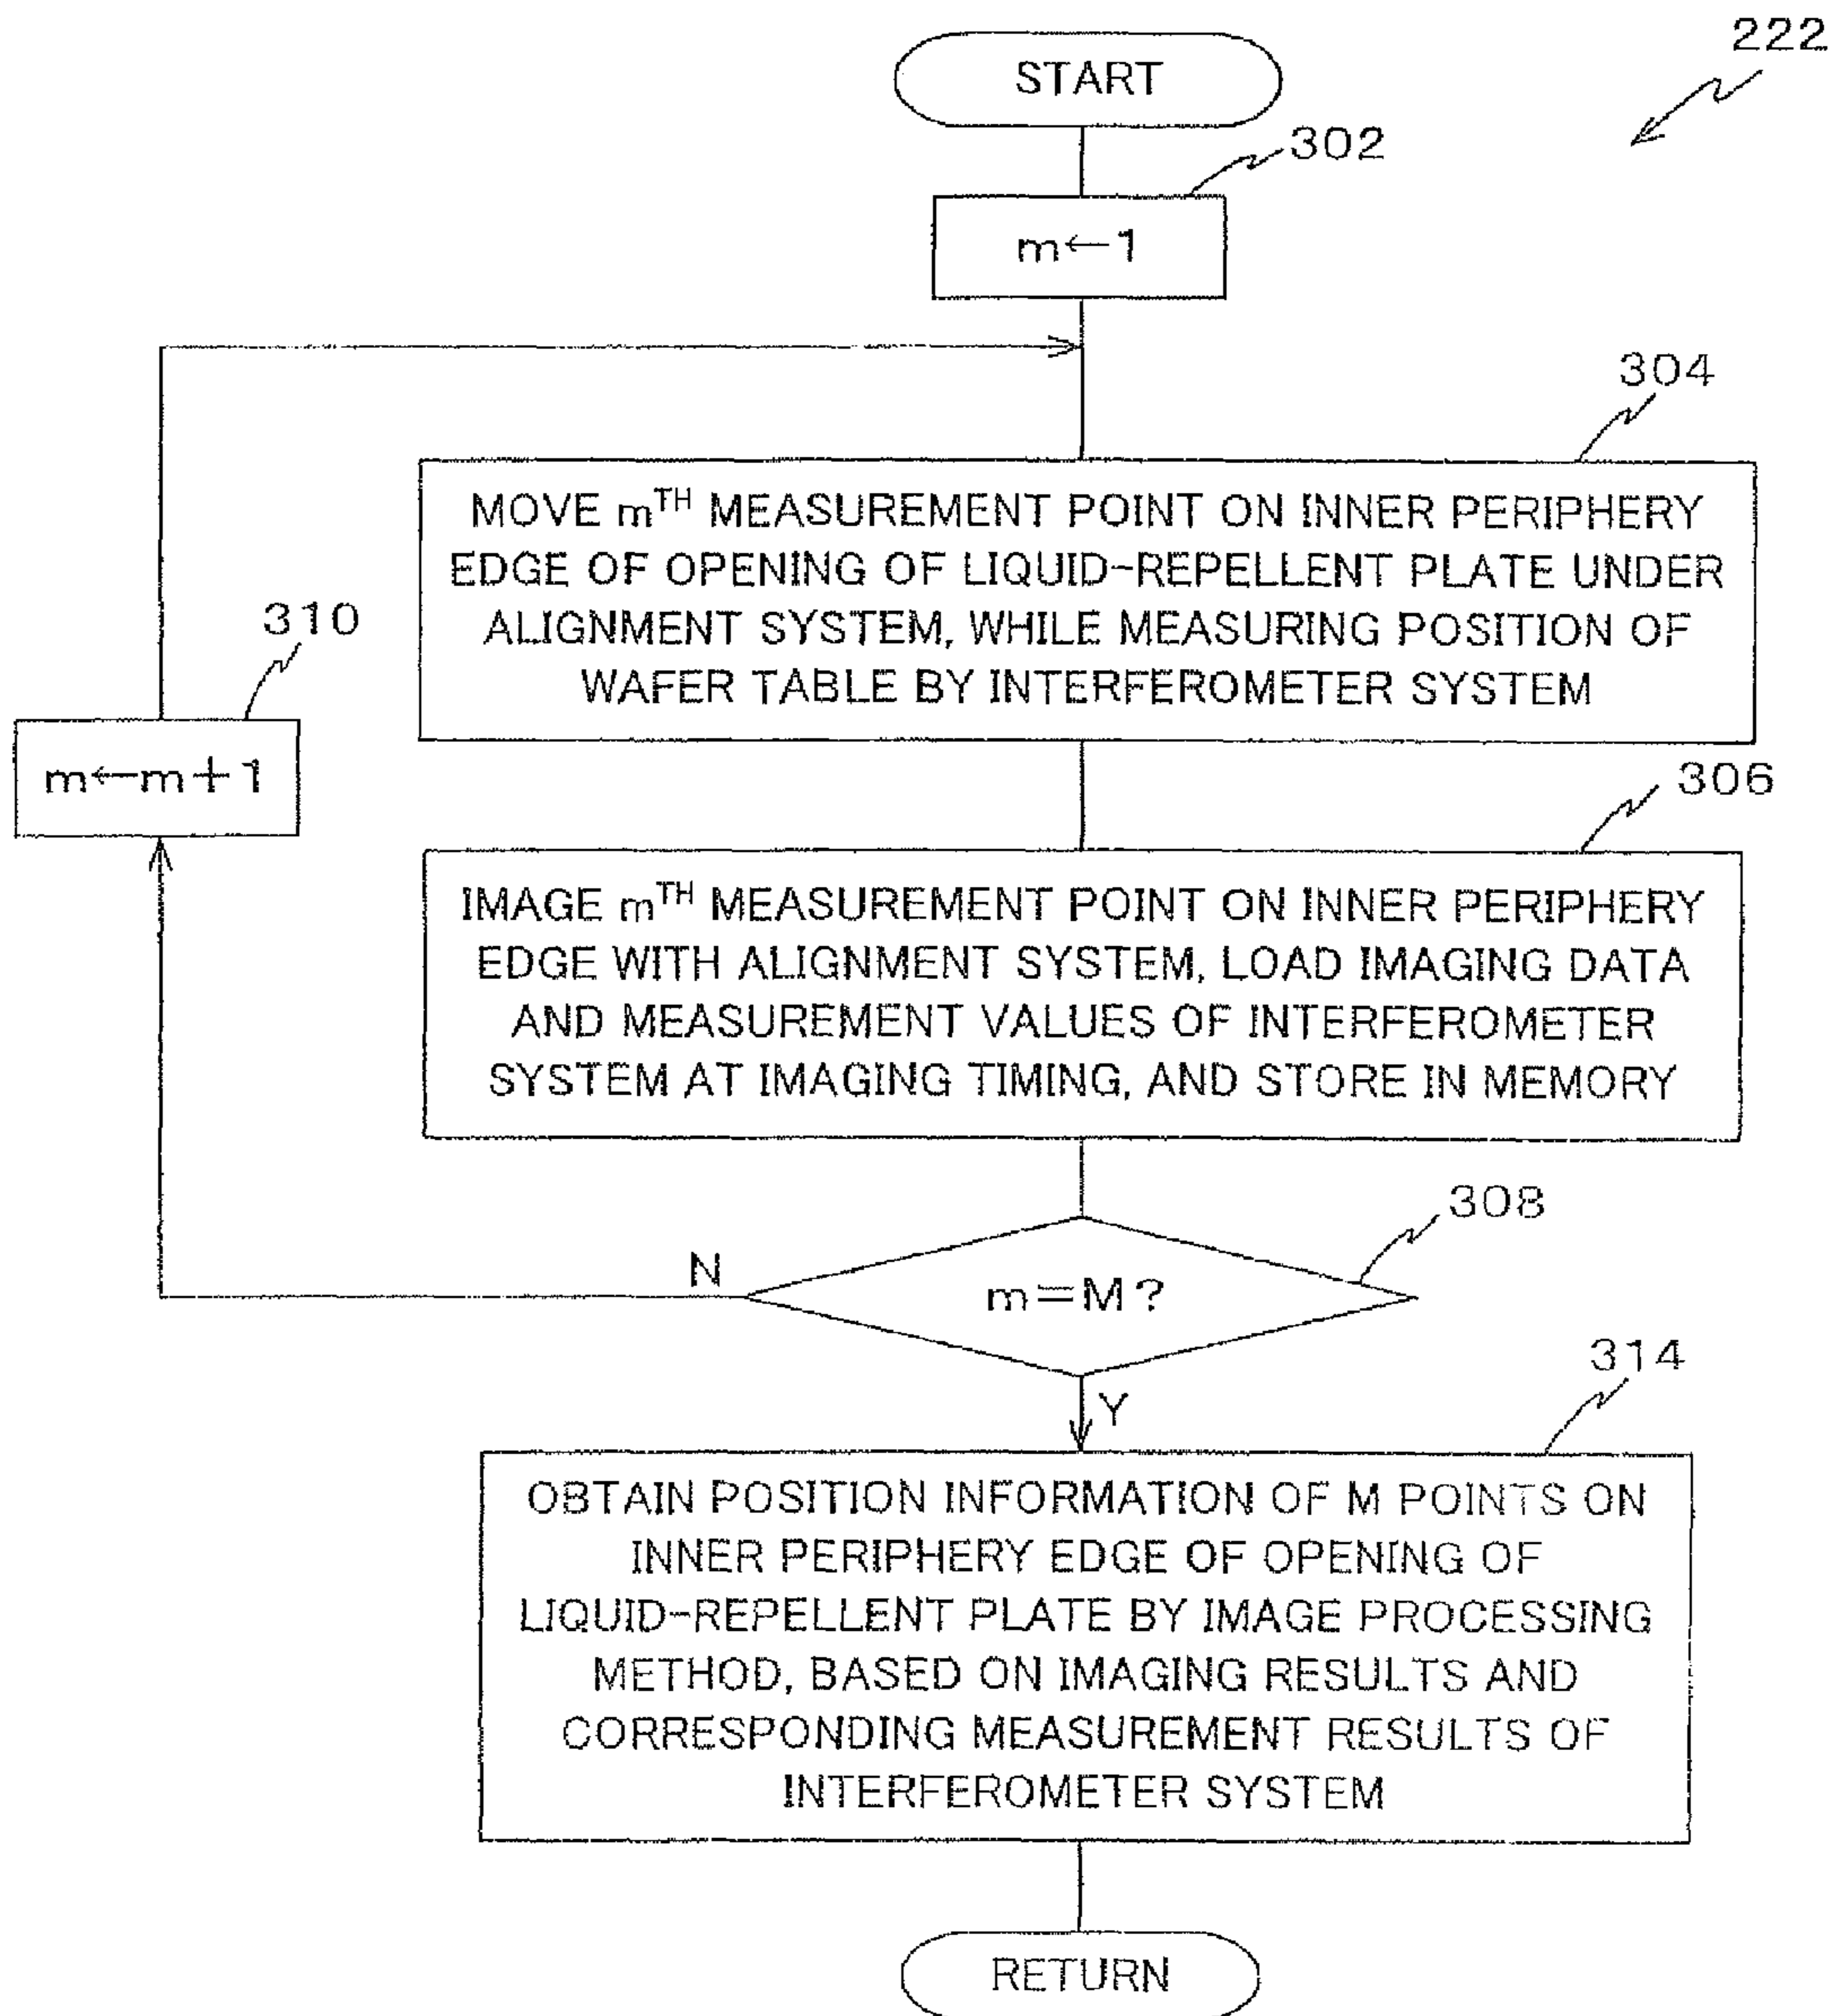 222
START
302
m←1
304
MOVE mTH MEASUREMENT POINT ON INNER PERIPHERY
EDGE OF OPENING OF LIQUID-REPELLENT PLATE UNDER
ALIGNMENT SYSTEM, WHILE MEASURING POSITION OF
WAFER TABLE BY INTERFEROMETER SYSTEM
310
m←m+1
306
IMAGE mTH MEASUREMENT POINT ON INNER PERIPHERY
EDGE WITH ALIGNMENT SYSTEM, LOAD IMAGING DATA
AND MEASUREMENT VALUES OF INTERFEROMETER
SYSTEM AT IMAGING TIMING, AND STORE IN MEMORY
308
N
m=M?
314
Y
OBTAIN POSITION INFORMATION OF M POINTS ON
INNER PERIPHERY EDGE OF OPENING OF
LIQUID-REPELLENT PLATE BY IMAGE PROCESSING
METHOD, BASED ON IMAGING RESULTS AND
CORRESPONDING MEASUREMENT RESULTS OF
INTERFEROMETER SYSTEM
RETURN